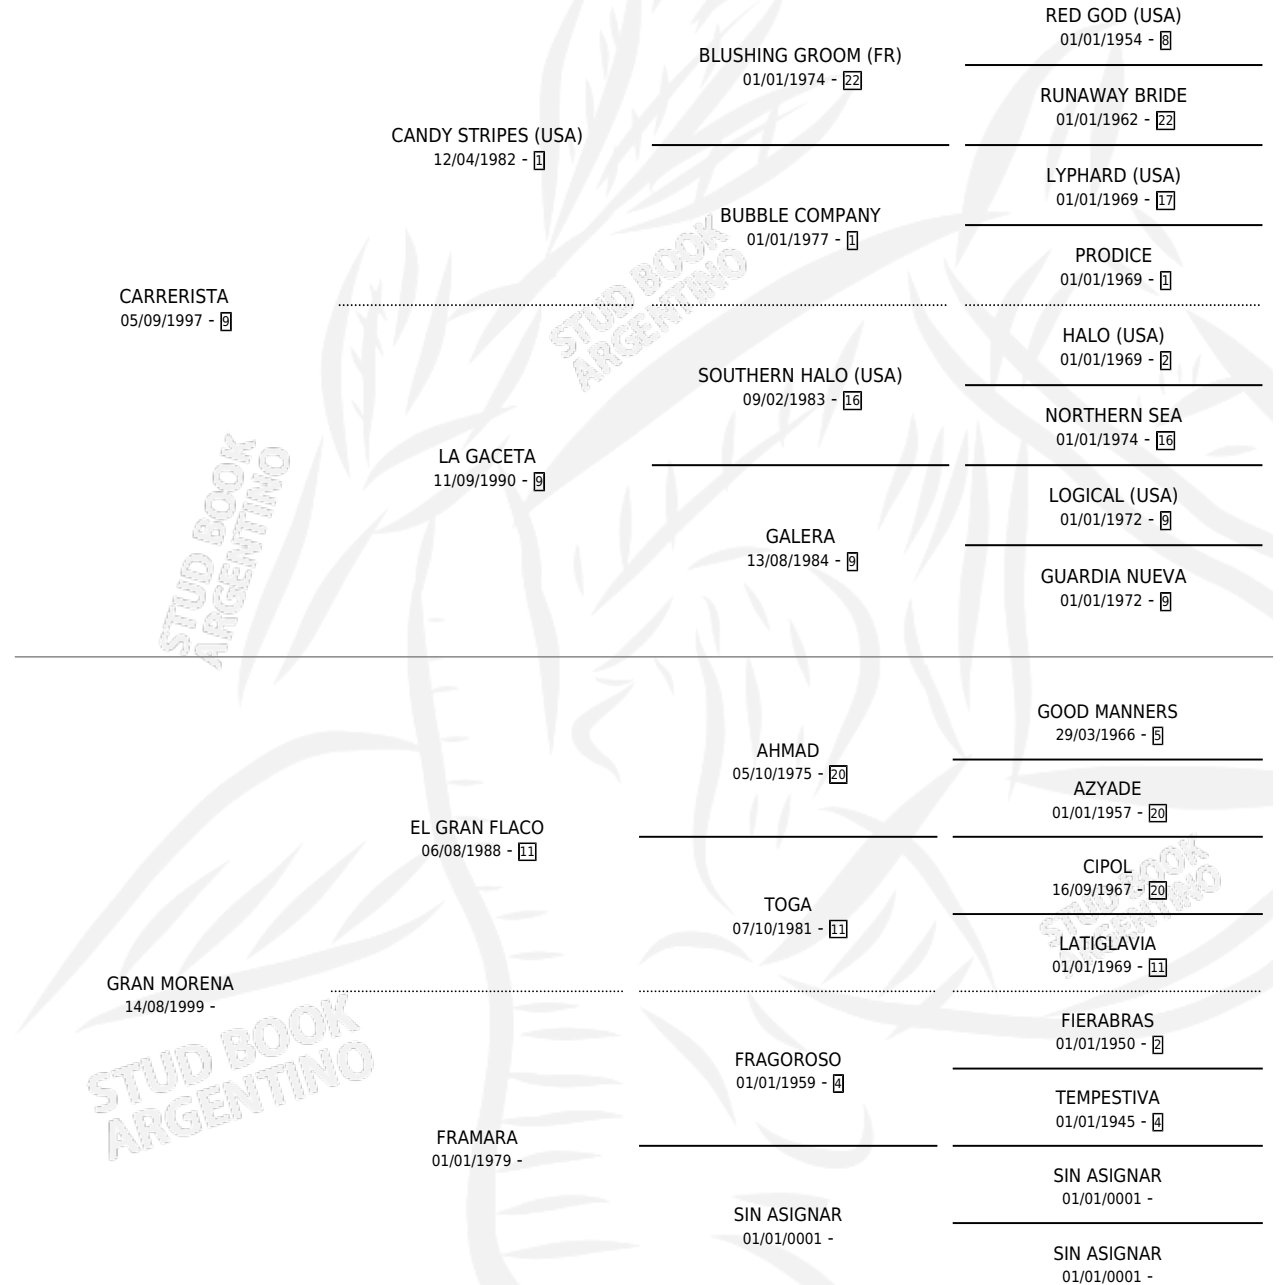 RED GOD (USA)
01/01/1954 - 8
BLUSHING GROOM (FR)
01/01/1974 - 22
RUNAWAY BRIDE
01/01/1962 - 22
CANDY STRIPES (USA)
12/04/1982 - 1
LYPHARD (USA)
01/01/1969 - 17
BUBBLE COMPANY
01/01/1977 - 1
PRODICE
01/01/1969 - 1
CARRERISTA
05/09/1997 - 9
STUD BOOK
ARGENTINO
HALO (USA)
01/01/1969 - 2
SOUTHERN HALO (USA)
09/02/1983 - 16
NORTHERN SEA
01/01/1974 - 16
LA GACETA
11/09/1990 - 9
LOGICAL (USA)
01/01/1972 - 9
GALERA
13/08/1984 - 9
GUARDIA NUEVA
01/01/1972 - 9
STUD BOOK
ARGENTINO
GOOD MANNERS
29/03/1966 - 5
AHMAD
05/10/1975 - 20
AZYADE
01/01/1957 - 20
EL GRAN FLACO
06/08/1988 - 11
CIPOL
16/09/1967 - 20
TOGA
07/10/1981 - 11
STUD BOOK
ARGENTINO
LATIGLAVIA
01/01/1969 - 11
GRAN MORENA
14/08/1999 -
FIERABRAS
01/01/1950 - 2
FRAGOROSO
01/01/1959 - 4
STUD BOOK
ARGENTINO
TEMPESTIVA
01/01/1945 - 4
FRAMARA
01/01/1979 -
SIN ASIGNAR
01/01/0001 -
SIN ASIGNAR
01/01/0001 -
SIN ASIGNAR
01/01/0001 -